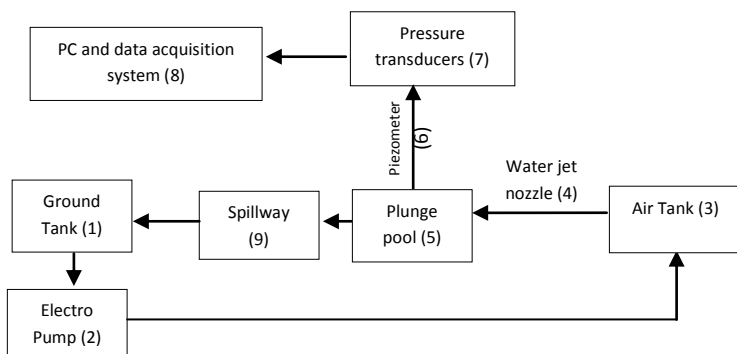 PC and data acquisition
system (8)
Pressure
transducers (7)
Piezometer
(6)
Water jet
nozzle (4)
Ground
Tank (1)
Spillway
(9)
Plunge
pool (5)
Air Tank (3)
Electro
Pump (2)